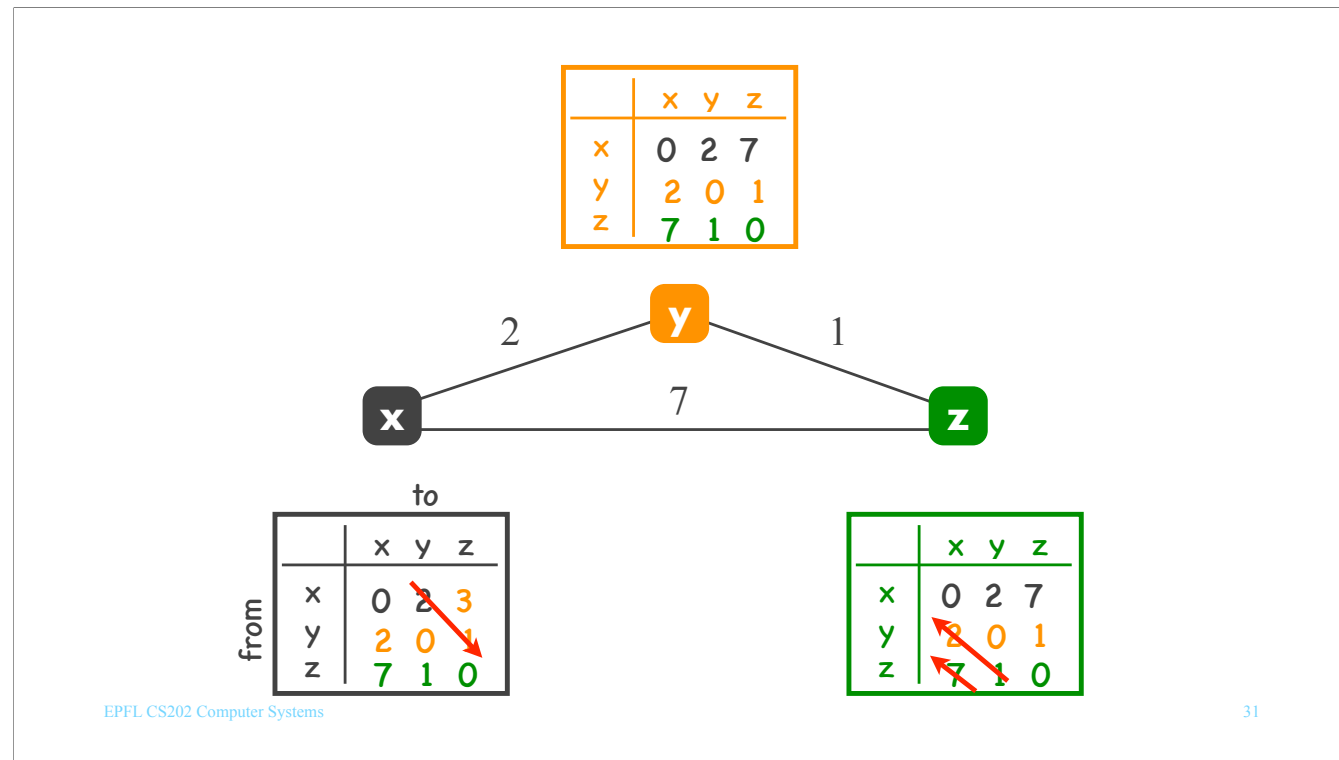 x y z
x 0 2 7
y 2 0 1
z 7 1 0
y
2
1
7
x
z
to
from
x y z
x 0 2 3
y 2 0 1
z 7 1 0
x y z
x 0 2 7
y 2 0 1
z 7 1 0
EPFL CS202 Computer Systems
31